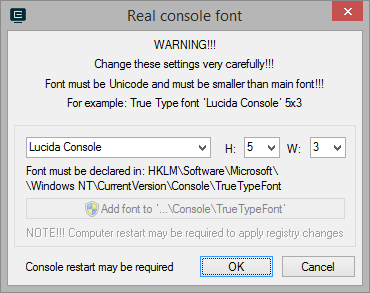 Real console font
WARNING!!!
Change these settings very carefully!!!
Font must be Unicode and must be smaller than main font!!!
For example: True Type font 'Lucida Console' 5x3
Lucida Console H: 5 W: 3
Font must be declared in: HKLM\Software\Microsoft\
\Windows NT\CurrentVersion\Console\TrueTypeFont
Add font to '...\Console\TrueTypeFont'
NOTE!!! Computer restart may be required to apply registry changes
Console restart may be required OK Cancel